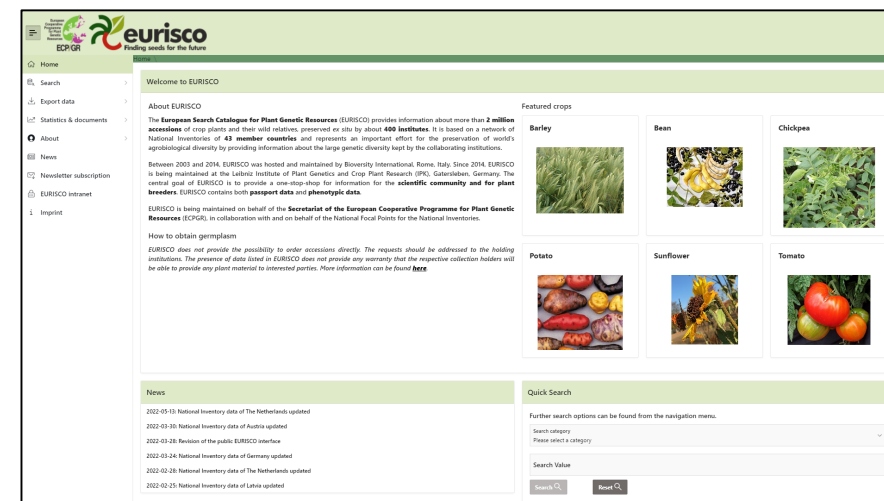 European
Cooperative
Programme
for Plant
Genetic
Resources
ECPGR
eurisco
Finding seeds for the future
Home \
Home
Search
Export data
Statistics & documents
About
News
Newsletter subscription
EURISCO intranet
Imprint
Welcome to EURISCO
About EURISCO
The European Search Catalogue for Plant Genetic Resources (EURISCO) provides information about more than 2 million
accessions of crop plants and their wild relatives, preserved ex situ by about 400 institutes. It is based on a network of
National Inventories of 43 member countries and represents an important effort for the preservation of world's
agrobiological diversity by providing information about the large genetic diversity kept by the collaborating institutions.
Between 2003 and 2014, EURISCO was hosted and maintained by Bioversity International, Rome, Italy. Since 2014, EURISCO
is being maintained at the Leibniz Institute of Plant Genetics and Crop Plant Research (IPK), Gatersleben, Germany. The
central goal of EURISCO is to provide a one-stop-shop for information for the scientific community and for plant
breeders. EURISCO contains both passport data and phenotypic data.
EURISCO is being maintained on behalf of the Secretariat of the European Cooperative Programme for Plant Genetic
Resources (ECPGR), in collaboration with and on behalf of the National Focal Points for the National Inventories.
How to obtain germplasm
EURISCO does not provide the possibility to order accessions directly. The requests should be addressed to the holding
institutions. The presence of data listed in EURISCO does not provide any warranty that the respective collection holders will
be able to provide any plant material to interested parties. More information can be found here.
Featured crops
Barley
Bean
Chickpea
Potato
Sunflower
Tomato
News
2022-05-13: National Inventory data of The Netherlands updated
2022-03-30: National Inventory data of Austria updated
2022-03-28: Revision of the public EURISCO interface
2022-03-24: National Inventory data of Germany updated
2022-02-28: National Inventory data of The Netherlands updated
2022-02-25: National Inventory data of Latvia updated
Quick Search
Further search options can be found from the navigation menu.
Search category
Please select a category
Search Value
Search
Reset